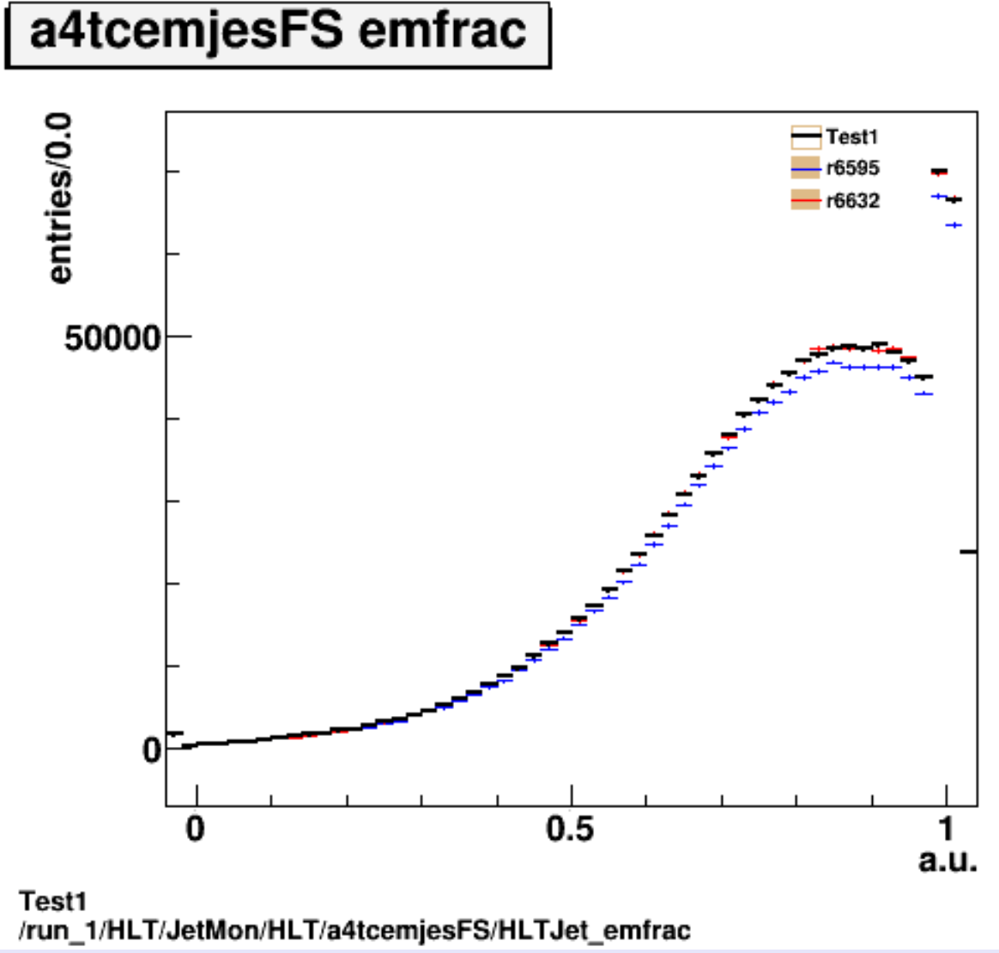 a4tcemjesFS emfrac
entries/0.0
Test1
r6595
r6632
50000
0
0 0.5 1
a.u.
Test1
/run_1/HLT/JetMon/HLT/a4tcemjesFS/HLTJet_emfrac